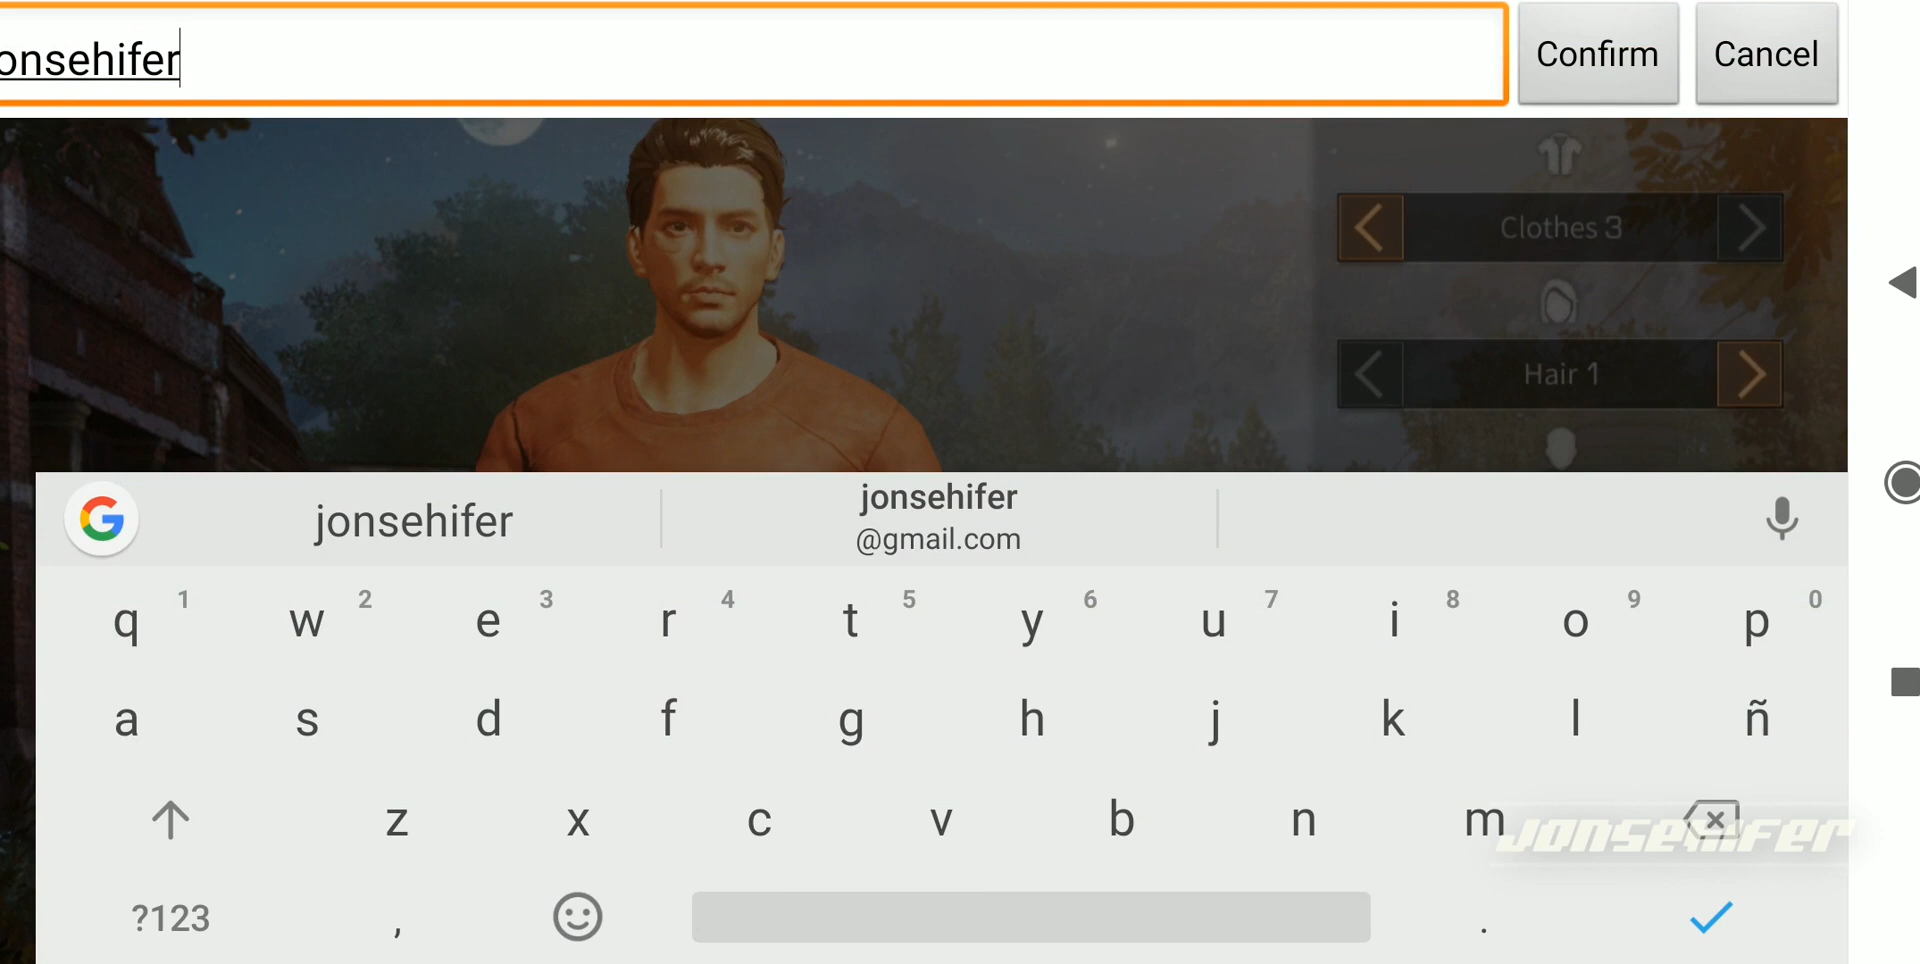 onsehifer
Confirm
Cancel
Clothes 3
Hair 1
G jonsehifer jonsehifer
@gmail.com
q 1 w 2 e 3 r 4 t 5 y 6 u 7 i 8 o 9 p 0
a s d f g h j k l ñ
z x c v b n m
JONSEHIFER
?123 , .